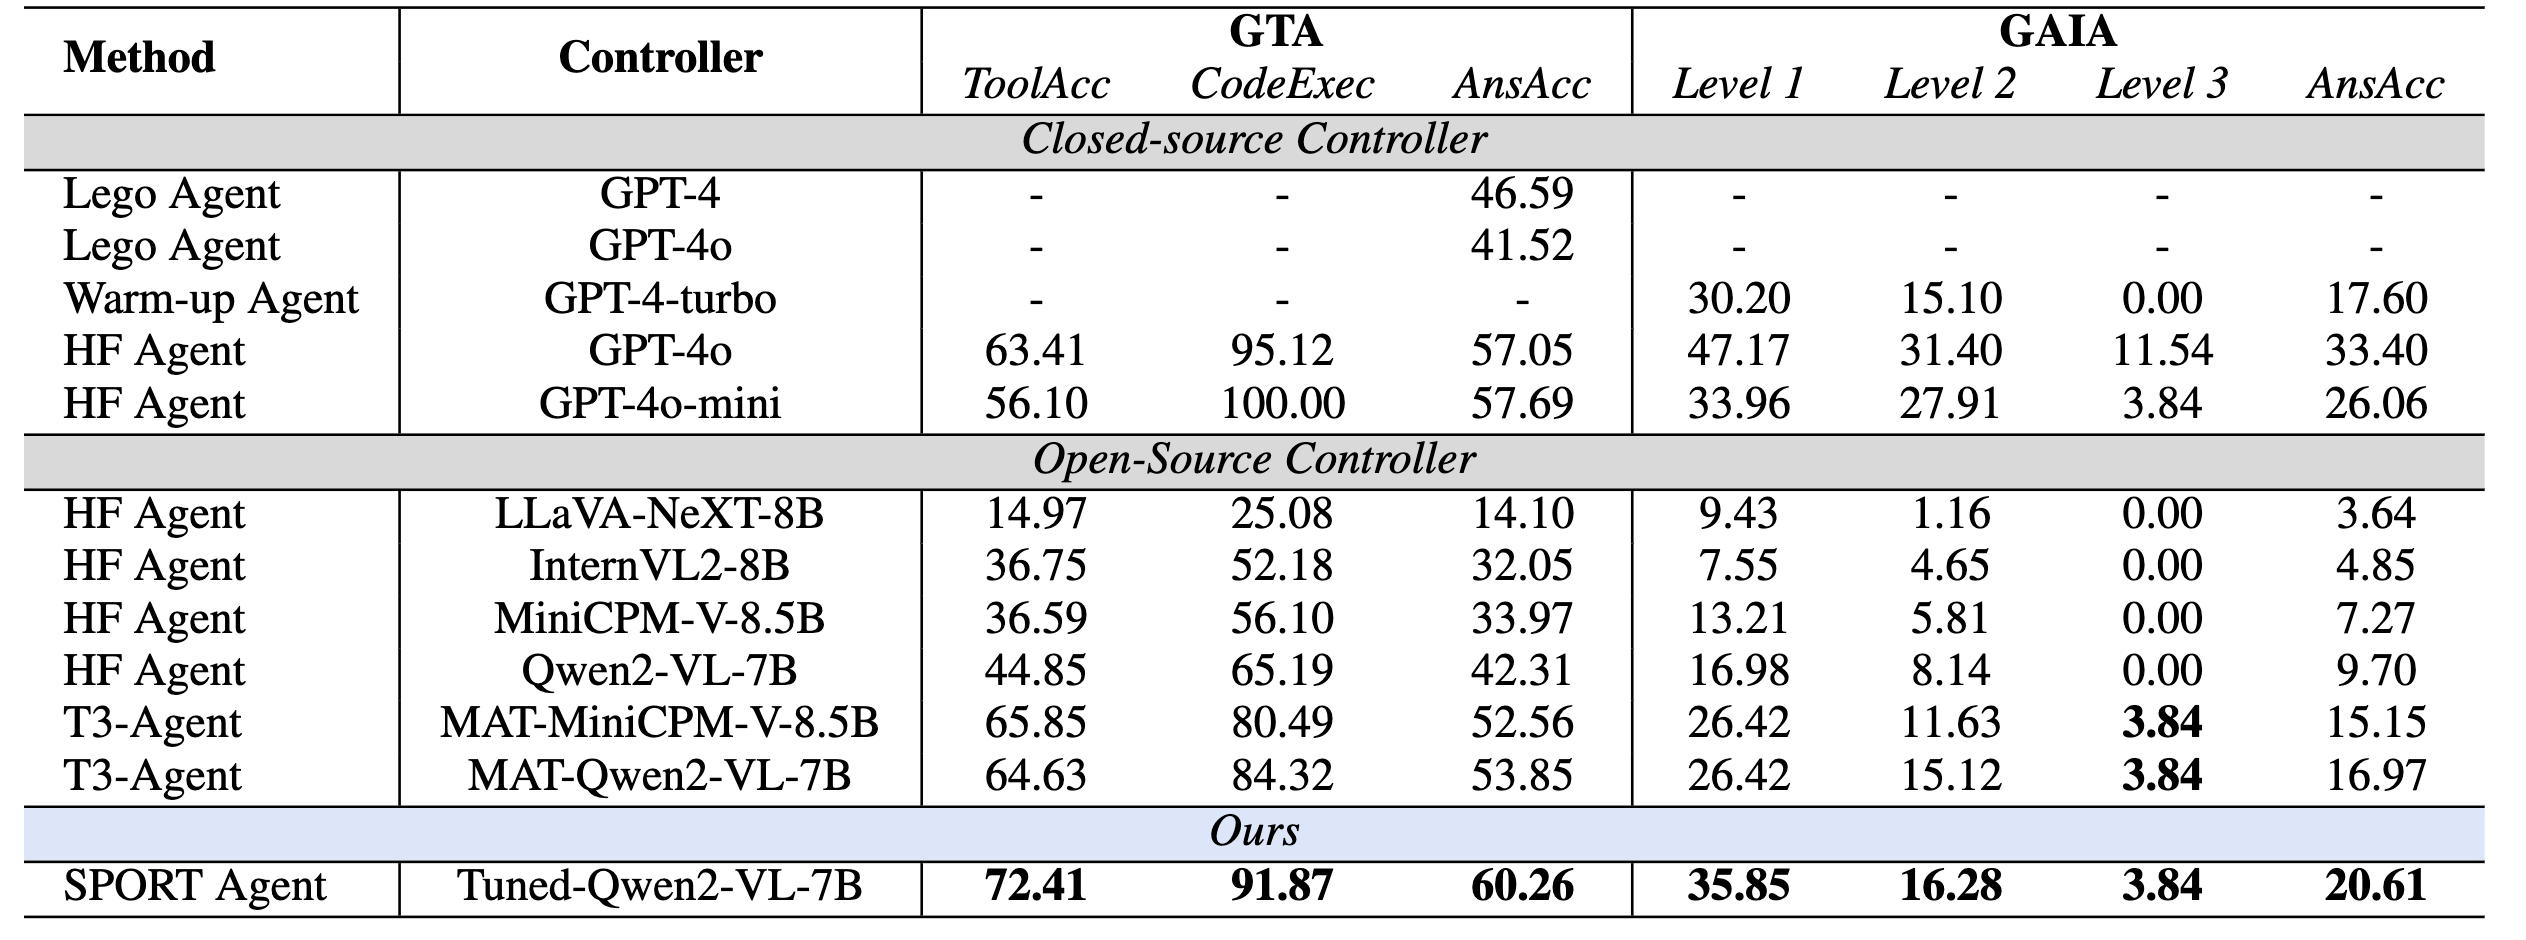 Method Controller GTA GAIA
ToolAcc CodeExec AnsAcc Level 1 Level 2 Level 3 AnsAcc
Closed-source Controller
Lego Agent GPT-4 - - 46.59 - - - -
Lego Agent GPT-4o - - 41.52 - - - -
Warm-up Agent GPT-4-turbo - - - 30.20 15.10 0.00 17.60
HF Agent GPT-4o 63.41 95.12 57.05 47.17 31.40 11.54 33.40
HF Agent GPT-4o-mini 56.10 100.00 57.69 33.96 27.91 3.84 26.06
Open-Source Controller
HF Agent LLaVA-NeXT-8B 14.97 25.08 14.10 9.43 1.16 0.00 3.64
HF Agent InternVL2-8B 36.75 52.18 32.05 7.55 4.65 0.00 4.85
HF Agent MiniCPM-V-8.5B 36.59 56.10 33.97 13.21 5.81 0.00 7.27
HF Agent Qwen2-VL-7B 44.85 65.19 42.31 16.98 8.14 0.00 9.70
T3-Agent MAT-MiniCPM-V-8.5B 65.85 80.49 52.56 26.42 11.63 3.84 15.15
T3-Agent MAT-Qwen2-VL-7B 64.63 84.32 53.85 26.42 15.12 3.84 16.97
Ours
SPORT Agent Tuned-Qwen2-VL-7B 72.41 91.87 60.26 35.85 16.28 3.84 20.61